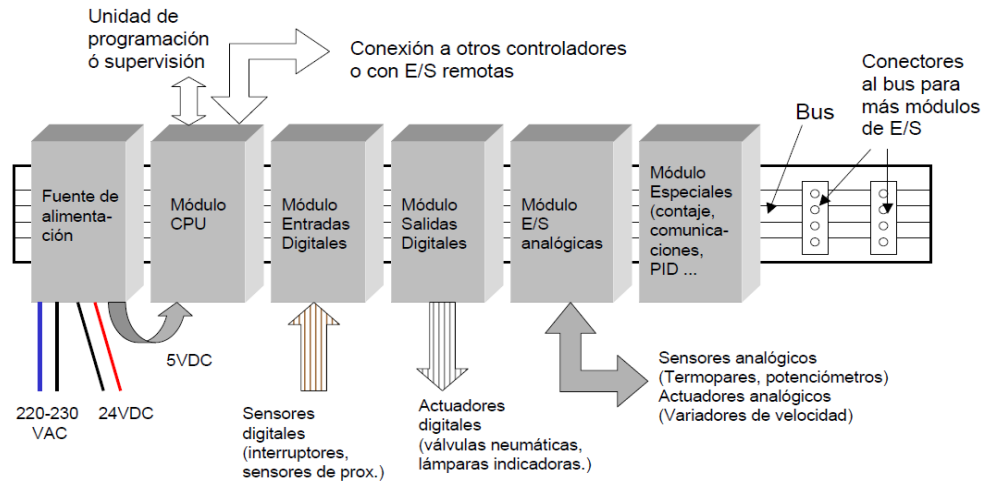 Unidad de
programación
ó supervisión
Conexión a otros controladores
o con E/S remotas
Conectores
al bus para
más módulos
de E/S
Bus
Fuente de
alimenta-
ción
Módulo
CPU
Módulo
Entradas
Digitales
Módulo
Salidas
Digitales
Módulo
E/S
analógicas
Módulo
Especiales
(contaje,
comunica-
ciones,
PID ...
5VDC
220-230
VAC
24VDC
Sensores
digitales
(interruptores,
sensores de prox.)
Actuadores
digitales
(válvulas neumáticas,
lámparas indicadoras.)
Sensores analógicos
(Termopares, potenciómetros)
Actuadores analógicos
(Variadores de velocidad)